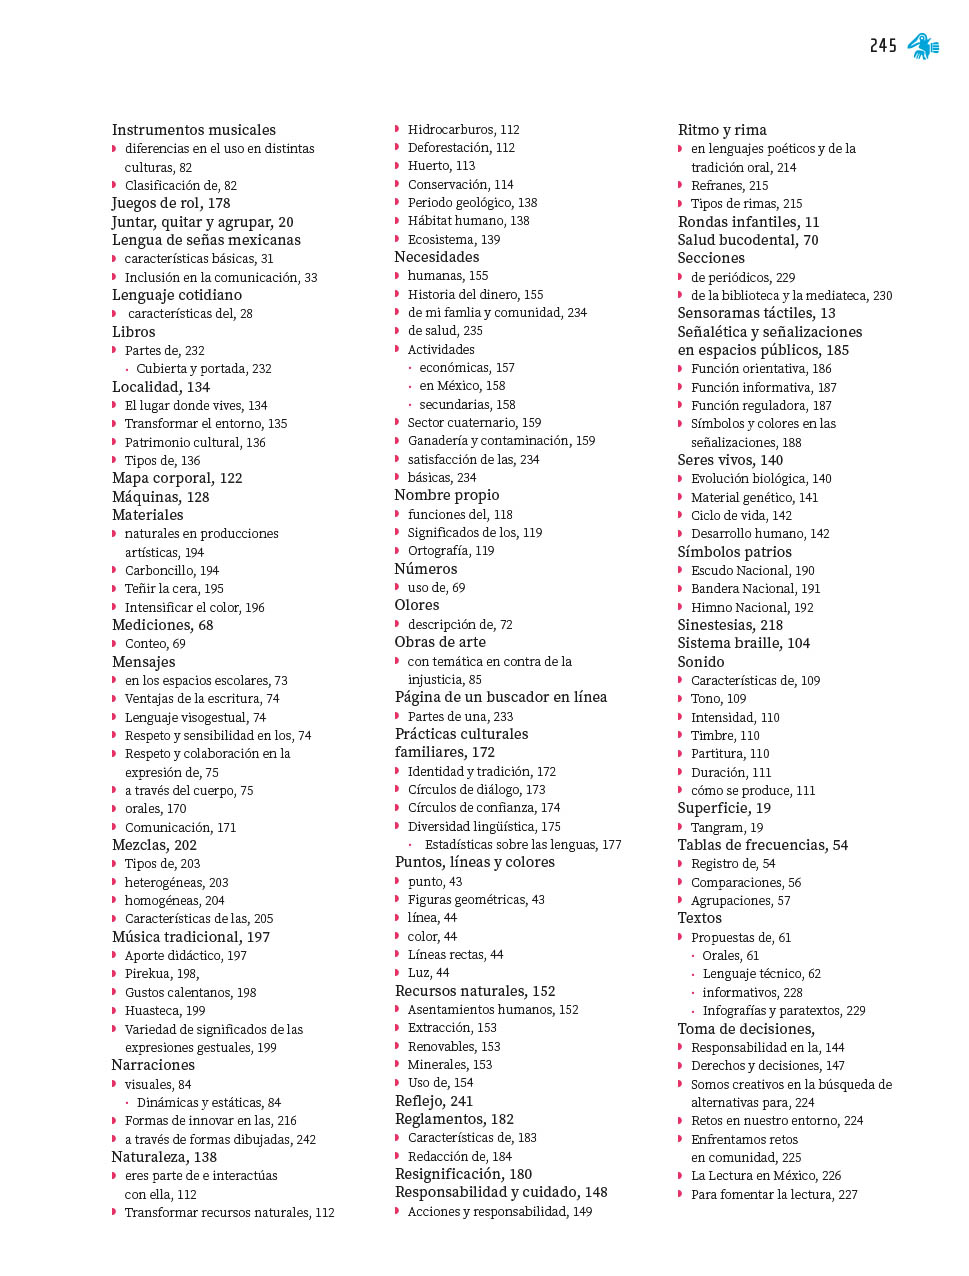 245
Instrumentos musicales
diferencias en el uso en distintas
culturas, 82
Clasificación de, 82
Juegos de rol, 178
Juntar, quitar y agrupar, 20
Lengua de señas mexicanas
características básicas, 31
Inclusión en la comunicación, 33
Lenguaje cotidiano
características del, 28
Libros
Partes de, 232
· Cubierta y portada, 232
Localidad, 134
El lugar donde vives, 134
Transformar el entorno, 135
Patrimonio cultural, 136
Tipos de, 136
Mapa corporal, 122
Máquinas, 128
Materiales
naturales en producciones
artísticas, 194
Carboncillo, 194
Teñir la cera, 195
Intensificar el color, 196
Mediciones, 68
Conteo, 69
Mensajes
en los espacios escolares, 73
Ventajas de la escritura, 74
Lenguaje visogestual, 74
Respeto y sensibilidad en los, 74
Respeto y colaboración en la
expresión de, 75
a través del cuerpo, 75
orales, 170
Comunicación, 171
Mezclas, 202
Tipos de, 203
heterogéneas, 203
homogéneas, 204
Características de las, 205
Música tradicional, 197
Aporte didáctico, 197
Pirekua, 198,
Gustos calentanos, 198
Huasteca, 199
Variedad de significados de las
expresiones gestuales, 199
Narraciones
visuales, 84
· Dinámicas y estáticas, 84
Formas de innovar en las, 216
a través de formas dibujadas, 242
Naturaleza, 138
eres parte de e interactúas
con ella, 112
Transformar recursos naturales, 112
Hidrocarburos, 112
Deforestación, 112
Huerto, 113
Conservación, 114
Periodo geológico, 138
Hábitat humano, 138
Ecosistema, 139
Necesidades
humanas, 155
Historia del dinero, 155
de mi famlia y comunidad, 234
de salud, 235
Actividades
· económicas, 157
· en México, 158
· secundarias, 158
Sector cuaternario, 159
Ganadería y contaminación, 159
satisfacción de las, 234
básicas, 234
Nombre propio
funciones del, 118
Significados de los, 119
Ortografía, 119
Números
uso de, 69
Olores
descripción de, 72
Obras de arte
con temática en contra de la
injusticia, 85
Página de un buscador en línea
Partes de una, 233
Prácticas culturales
familiares, 172
Identidad y tradición, 172
Círculos de diálogo, 173
Círculos de confianza, 174
Diversidad lingüística, 175
· Estadísticas sobre las lenguas, 177
Puntos, líneas y colores
punto, 43
Figuras geométricas, 43
línea, 44
color, 44
Líneas rectas, 44
Luz, 44
Recursos naturales, 152
Asentamientos humanos, 152
Extracción, 153
Renovables, 153
Minerales, 153
Uso de, 154
Reflejo, 241
Reglamentos, 182
Características de, 183
Redacción de, 184
Resignificación, 180
Responsabilidad y cuidado, 148
Acciones y responsabilidad, 149
Ritmo y rima
en lenguajes poéticos y de la
tradición oral, 214
Refranes, 215
Tipos de rimas, 215
Rondas infantiles, 11
Salud bucodental, 70
Secciones
de periódicos, 229
de la biblioteca y la mediateca, 230
Sensoramas táctiles, 13
Señalética y señalizaciones
en espacios públicos, 185
Función orientativa, 186
Función informativa, 187
Función reguladora, 187
Símbolos y colores en las
señalizaciones, 188
Seres vivos, 140
Evolución biológica, 140
Material genético, 141
Ciclo de vida, 142
Desarrollo humano, 142
Símbolos patrios
Escudo Nacional, 190
Bandera Nacional, 191
Himno Nacional, 192
Sinestesias, 218
Sistema braille, 104
Sonido
Características de, 109
Tono, 109
Intensidad, 110
Timbre, 110
Partitura, 110
Duración, 111
cómo se produce, 111
Superficie, 19
Tangram, 19
Tablas de frecuencias, 54
Registro de, 54
Comparaciones, 56
Agrupaciones, 57
Textos
Propuestas de, 61
· Orales, 61
· Lenguaje técnico, 62
· informativos, 228
· Infografías y paratextos, 229
Toma de decisiones,
Responsabilidad en la, 144
Derechos y decisiones, 147
Somos creativos en la búsqueda de
alternativas para, 224
Retos en nuestro entorno, 224
Enfrentamos retos
en comunidad, 225
La Lectura en México, 226
Para fomentar la lectura, 227